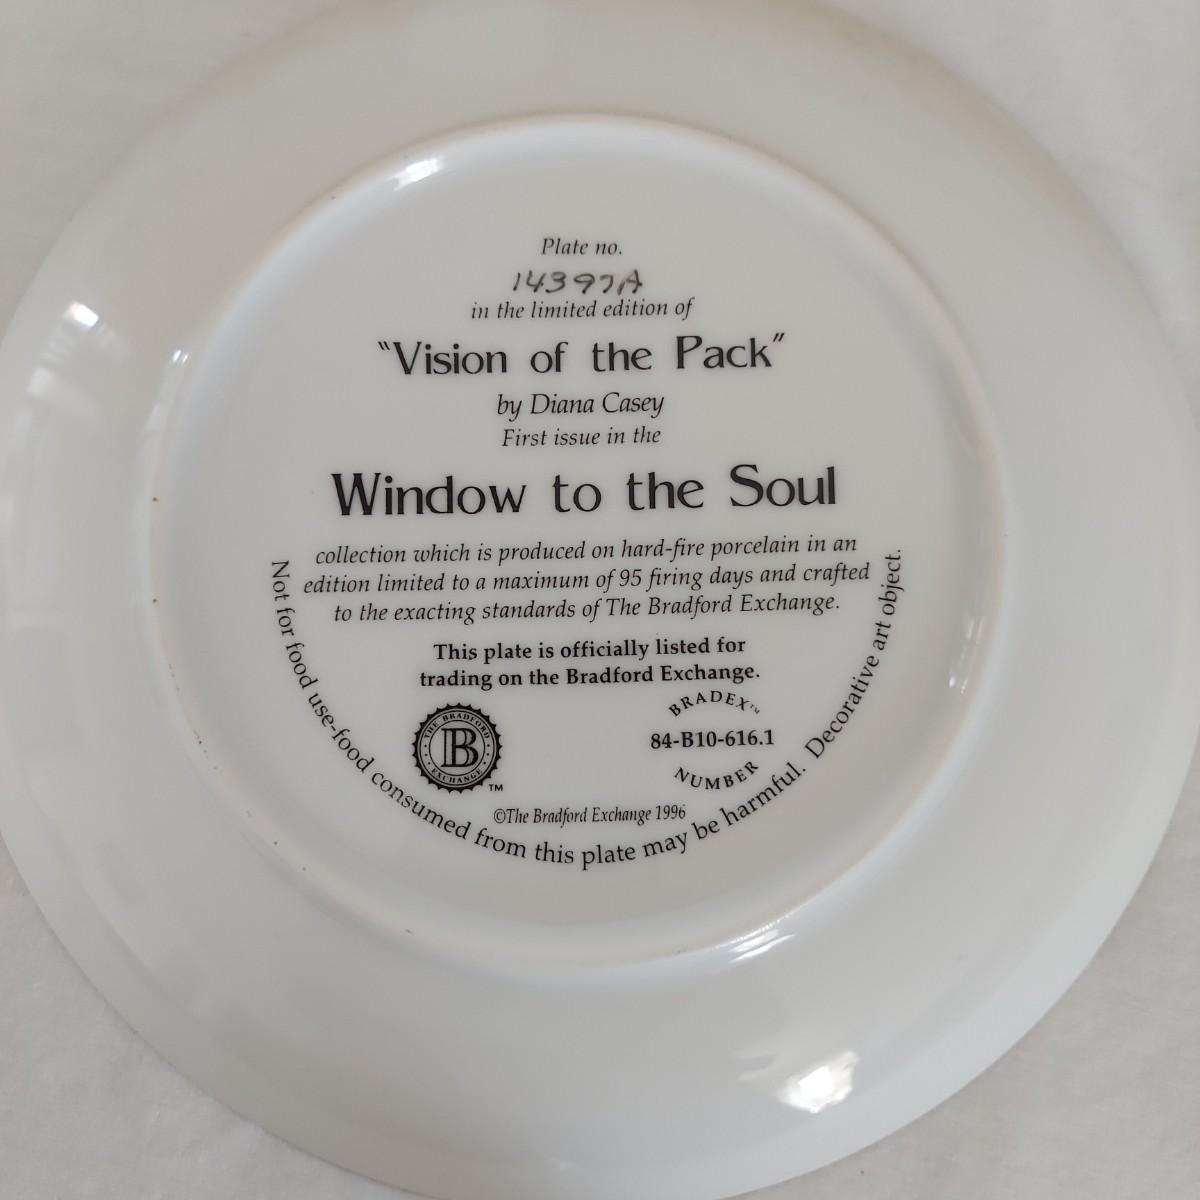 Plate no.
14397A
in the limited edition of
"Vision of the Pack"
by Diana Casey
First issue in the
Window to the Soul
collection which is produced on hard-fire porcelain in an
edition limited to a maximum of 95 firing days and crafted
to the exacting standards of The Bradford Exchange.
This plate is officially listed for
trading on the Bradford Exchange.
THE BRADFORD
B
EXCHANGE
TM
BRADEX™
84-B10-616.1
NUMBER
©The Bradford Exchange 1996
Not for food use-food consumed from this plate may be harmful. Decorative art object.